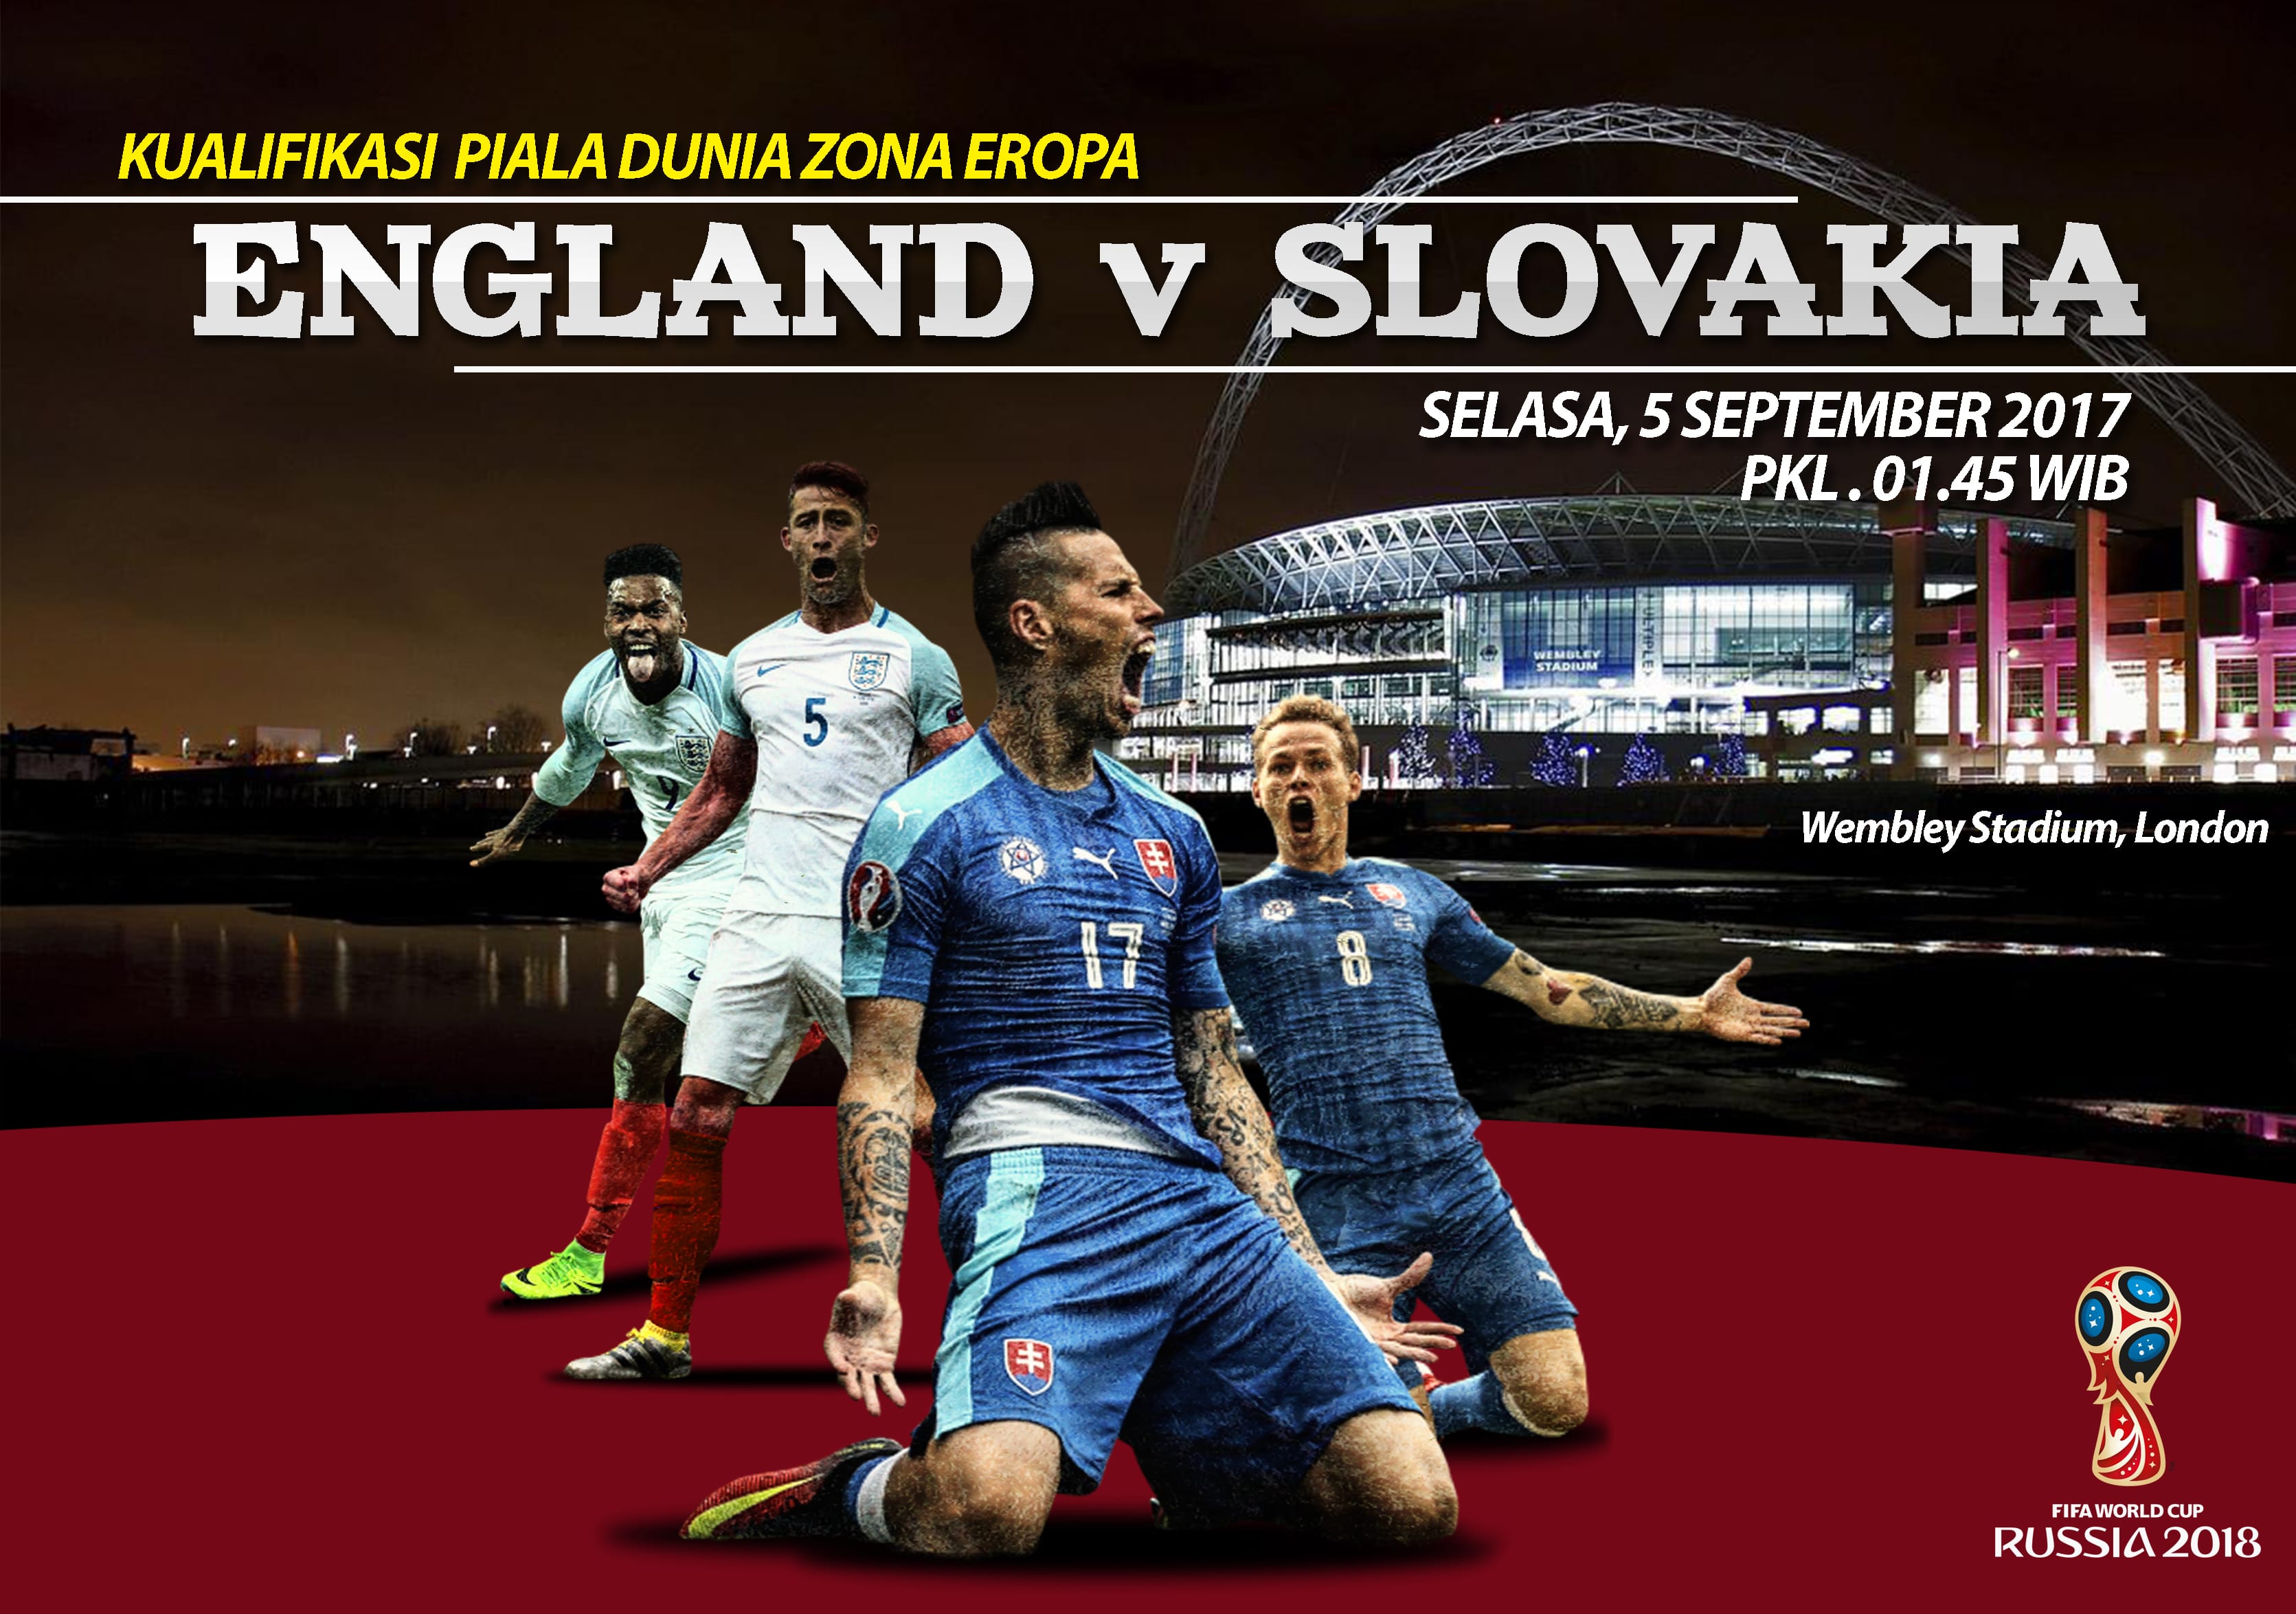 KUALIFIKASI PIALA DUNIA ZONA EROPA
ENGLAND v SLOVAKIA
SELASA, 5 SEPTEMBER 2017
PKL . 01.45 WIB
WEMBLEY
STADIUM
Wembley Stadium, London
9
5
17
8
FIFA WORLD CUP
RUSSIA 2018